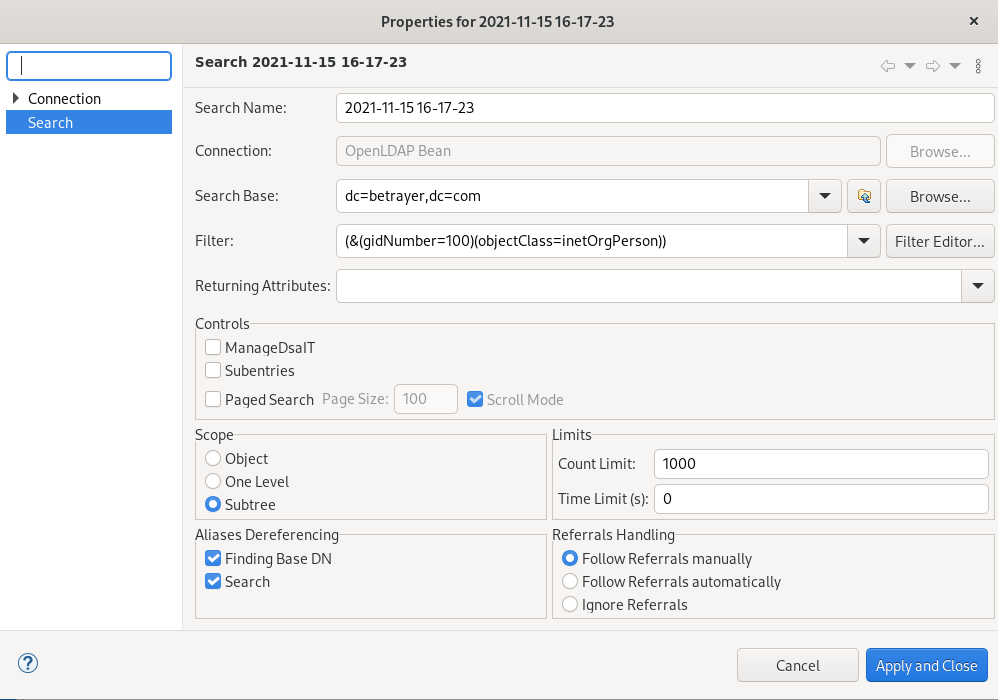 Properties for 2021-11-15 16-17-23
Connection
Search
Search 2021-11-15 16-17-23
Search Name: 2021-11-15 16-17-23
Connection: OpenLDAP Bean Browse...
Search Base: dc=betrayer,dc=com Browse...
Filter: (&(gidNumber=100)(objectClass=inetOrgPerson)) Filter Editor...
Returning Attributes:
Controls
ManageDsaIT
Subentries
Paged Search Page Size: 100 Scroll Mode
Scope
Object
One Level
Subtree
Limits
Count Limit: 1000
Time Limit (s): 0
Aliases Dereferencing
Finding Base DN
Search
Referrals Handling
Follow Referrals manually
Follow Referrals automatically
Ignore Referrals
Cancel Apply and Close